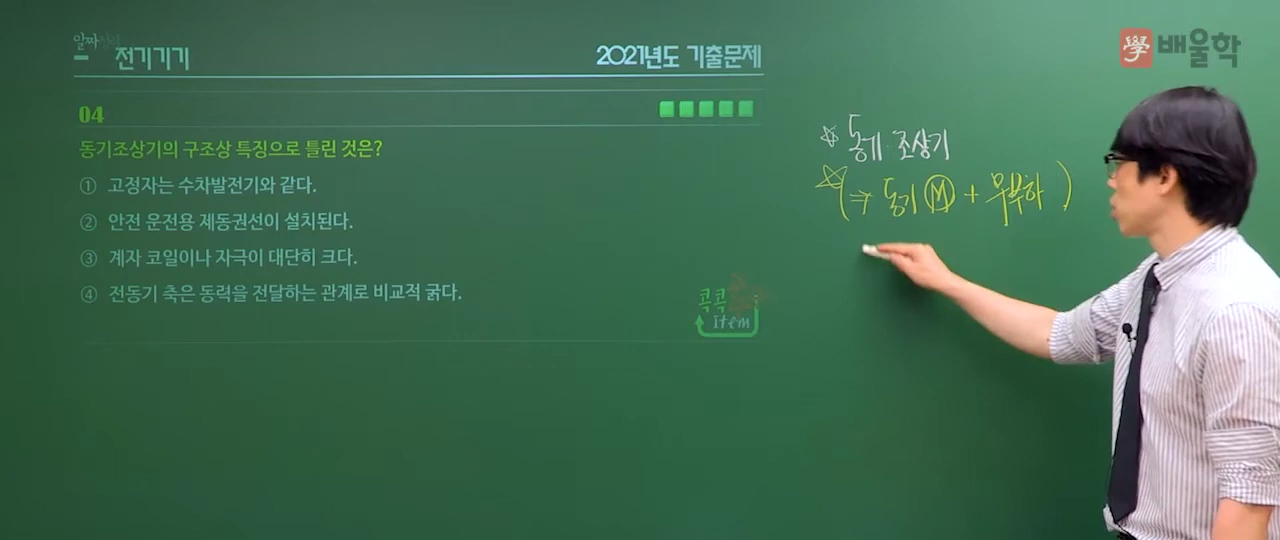 알짜
전기기기
2021년도 기출문제
學 배울학
04
동기조상기의 구조상 특징으로 틀린 것은?
① 고정자는 수차발전기와 같다.
② 안전 운전용 제동권선이 설치된다.
③ 계자 코일이나 자극이 대단히 크다.
④ 전동기 축은 동력을 전달하는 관계로 비교적 굵다.
콕콕
Item
☆ 동기 조상기
☆(⇒ 동기 Ⓜ + 무부하)